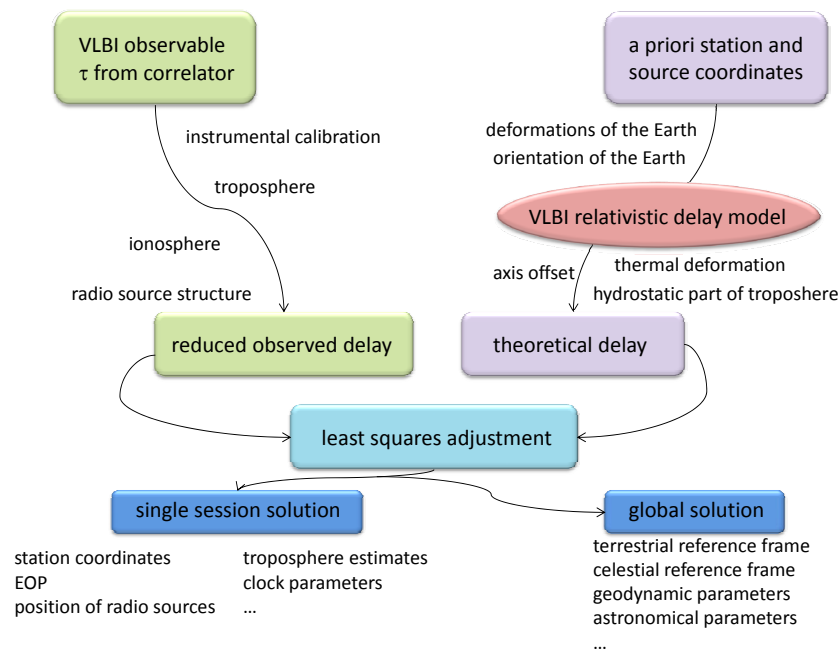 VLBI observable
τ from correlator
a priori station and
source coordinates
instrumental calibration
troposphere
ionosphere
radio source structure
deformations of the Earth
orientation of the Earth
VLBI relativistic delay model
axis offset
thermal deformation
hydrostatic part of troposhere
reduced observed delay
theoretical delay
least squares adjustment
single session solution
global solution
station coordinates
EOP
position of radio sources
troposphere estimates
clock parameters
...
terrestrial reference frame
celestial reference frame
geodynamic parameters
astronomical parameters
...